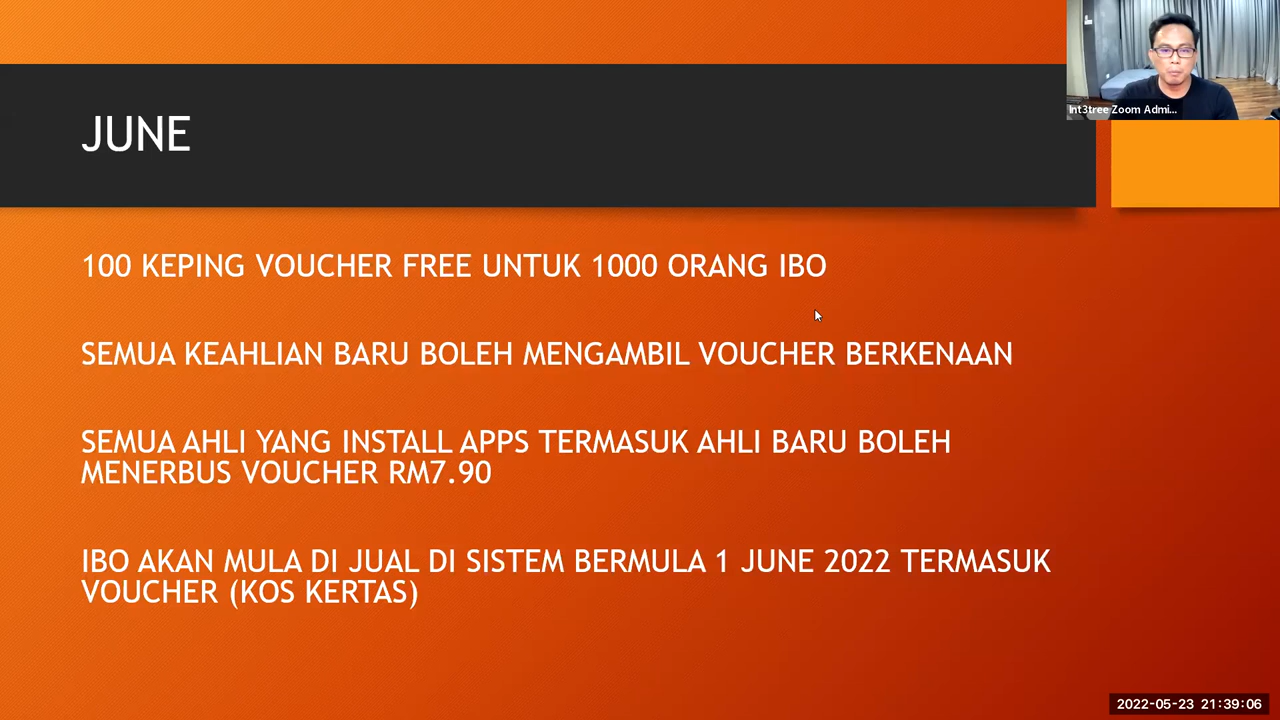 Int3tree Zoom Admi...
JUNE
100 KEPING VOUCHER FREE UNTUK 1000 ORANG IBO
SEMUA KEAHLIAN BARU BOLEH MENGAMBIL VOUCHER BERKENAAN
SEMUA AHLI YANG INSTALL APPS TERMASUK AHLI BARU BOLEH
MENERBUS VOUCHER RM7.90
IBO AKAN MULA DI JUAL DI SISTEM BERMULA 1 JUNE 2022 TERMASUK
VOUCHER (KOS KERTAS)
2022-05-23 21:39:06